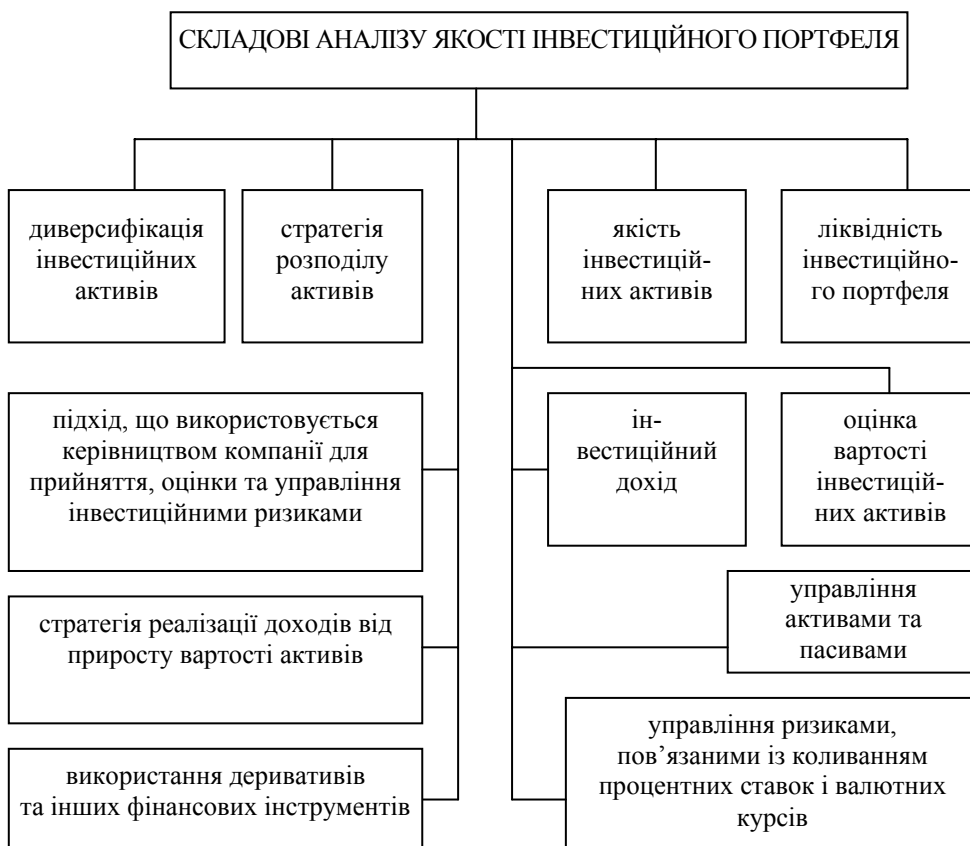 СКЛАДОВІ АНАЛІЗУ ЯКОСТІ ІНВЕСТИЦІЙНОГО ПОРТФЕЛЯ
диверсифікація
інвестиційних
активів
стратегія
розподілу
активів
якість
інвестицій-
них активів
ліквідність
інвестиційно-
го портфеля
підхід, що використовується
керівництвом компанії для
прийняття, оцінки та управління
інвестиційними ризиками
ін-
вестиційний
дохід
оцінка
вартості
інвестицій-
них активів
стратегія реалізації доходів від
приросту вартості активів
управління
активами та
пасивами
використання деривативів
та інших фінансових інструментів
управління ризиками,
пов’язаними із коливанням
процентних ставок і валютних
курсів